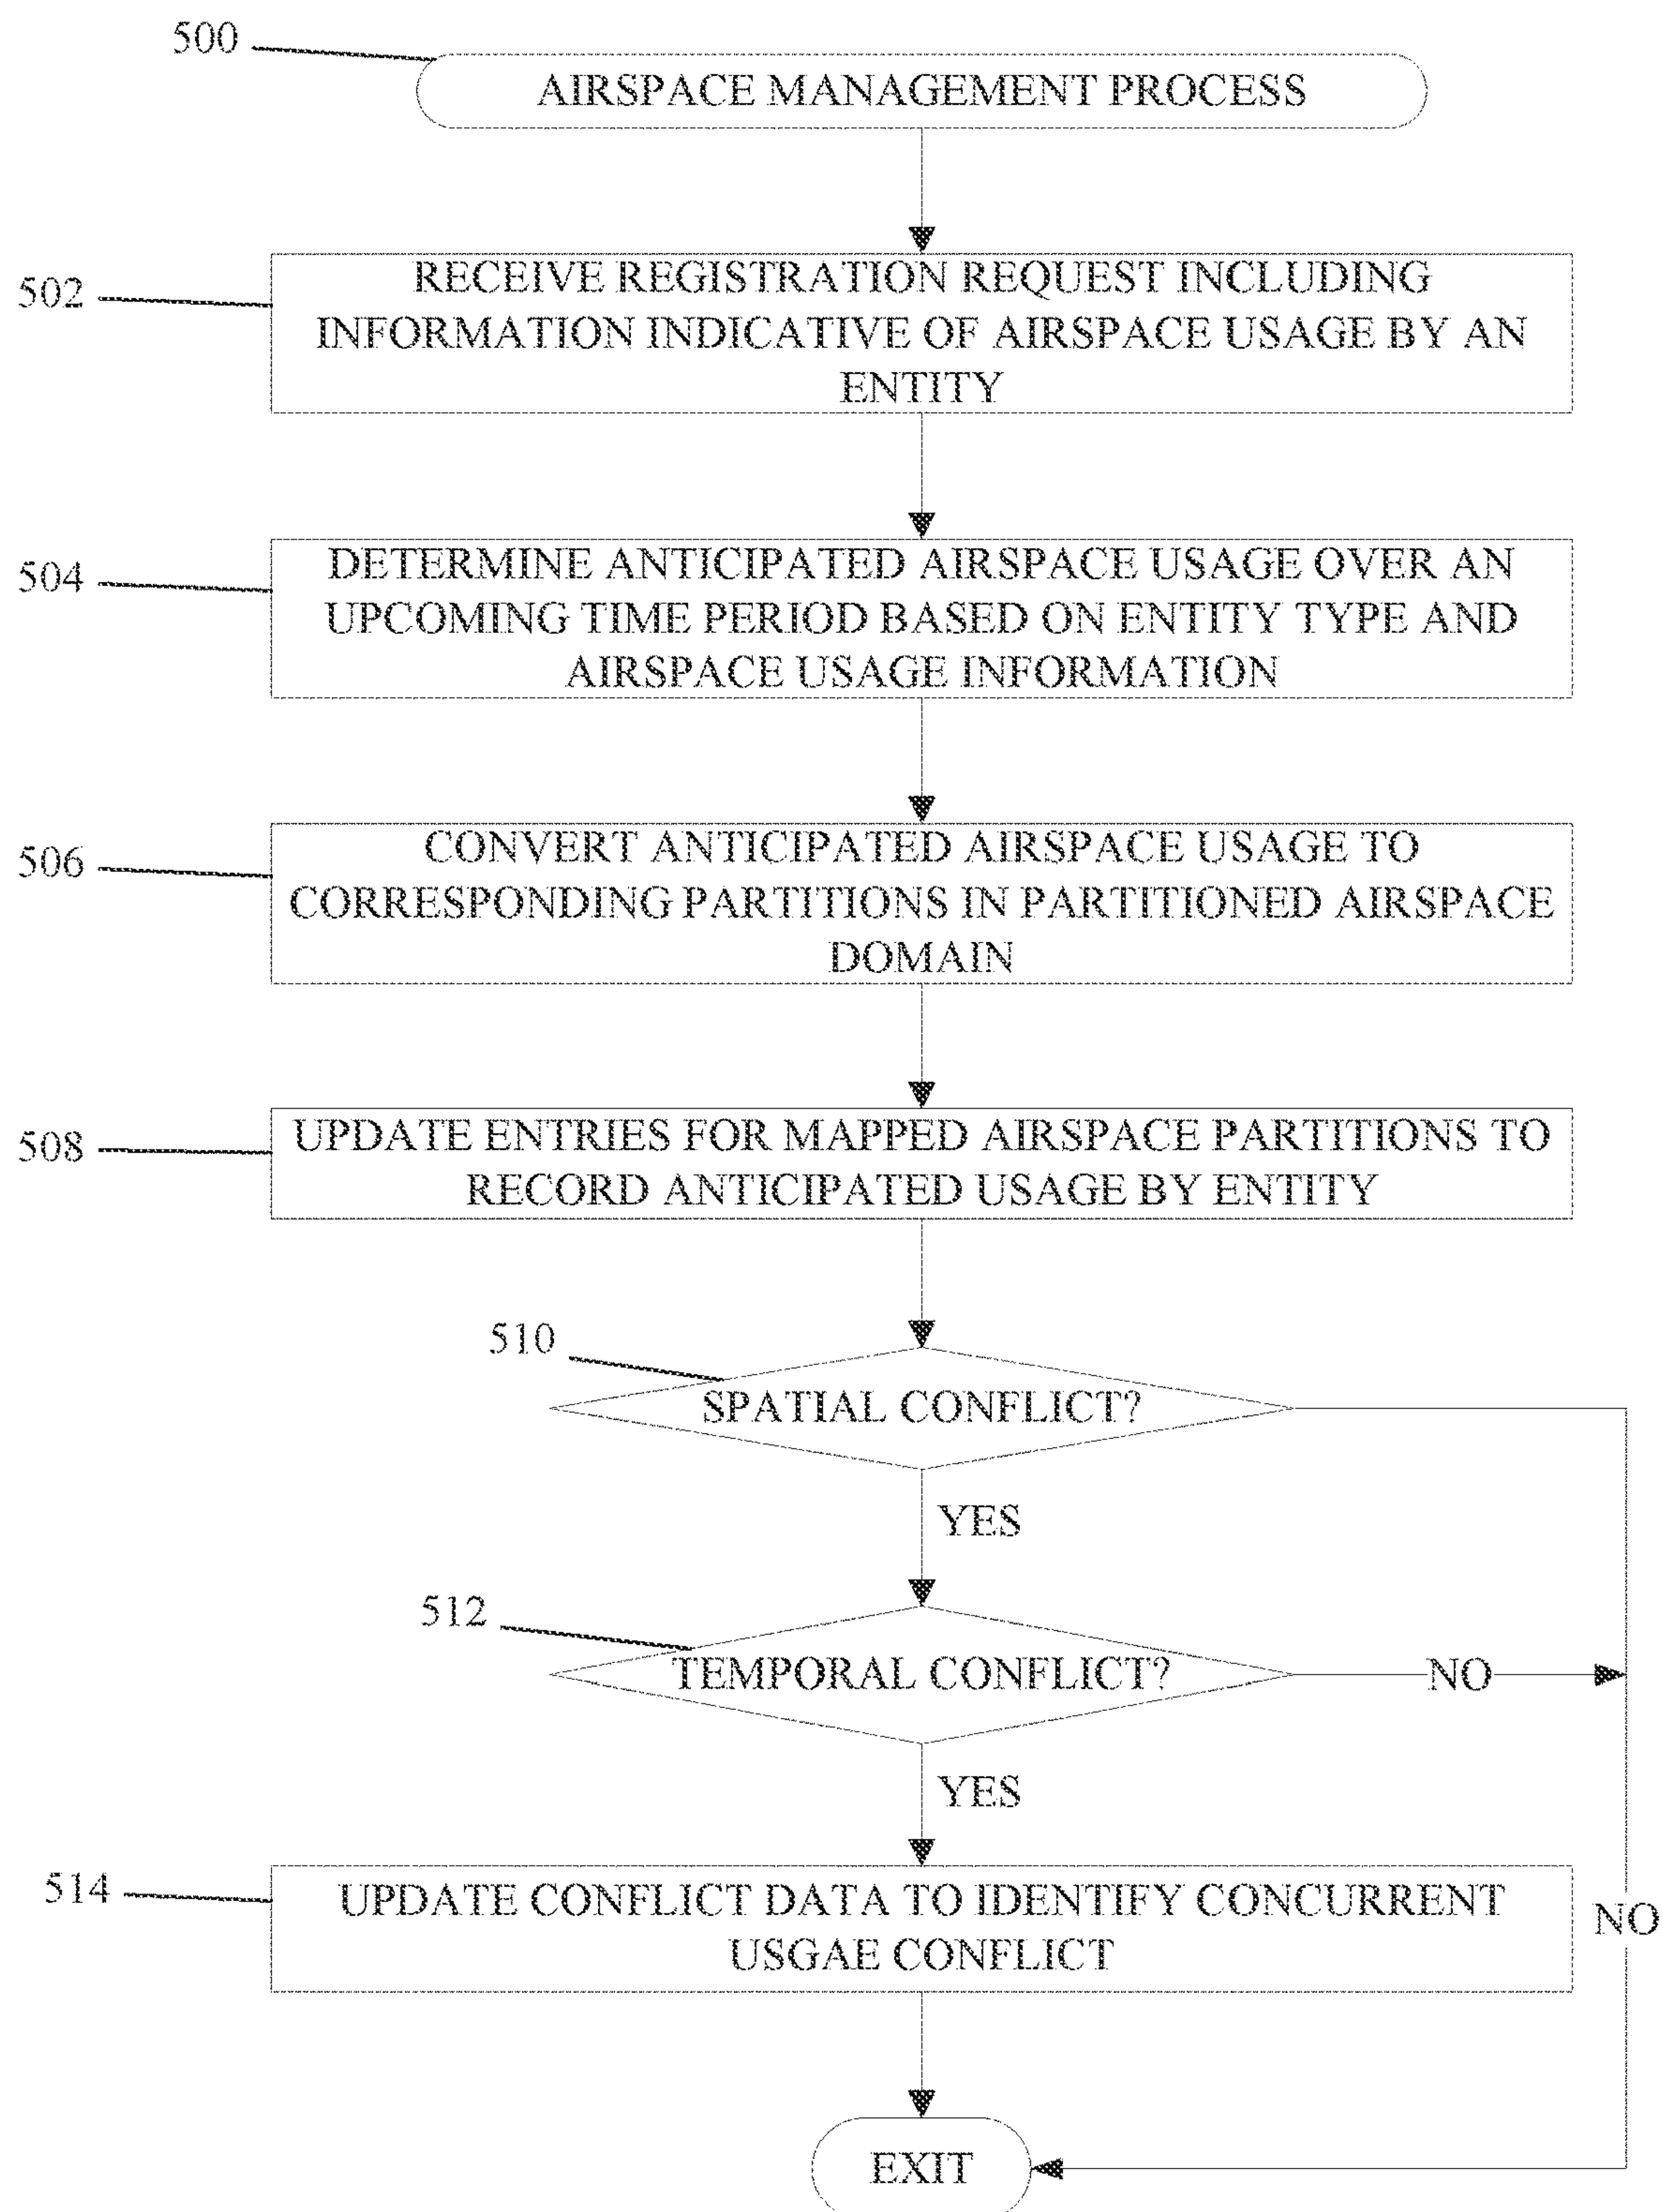 500
AIRSPACE MANAGEMENT PROCESS
502
RECEIVE REGISTRATION REQUEST INCLUDING
INFORMATION INDICATIVE OF AIRSPACE USAGE BY AN
ENTITY
504
DETERMINE ANTICIPATED AIRSPACE USAGE OVER AN
UPCOMING TIME PERIOD BASED ON ENTITY TYPE AND
AIRSPACE USAGE INFORMATION
506
CONVERT ANTICIPATED AIRSPACE USAGE TO
CORRESPONDING PARTITIONS IN PARTITIONED AIRSPACE
DOMAIN
508
UPDATE ENTRIES FOR MAPPED AIRSPACE PARTITIONS TO
RECORD ANTICIPATED USAGE BY ENTITY
510
SPATIAL CONFLICT?
YES
512
TEMPORAL CONFLICT?
NO
YES
514
UPDATE CONFLICT DATA TO IDENTIFY CONCURRENT
USGAE CONFLICT
NO
EXIT